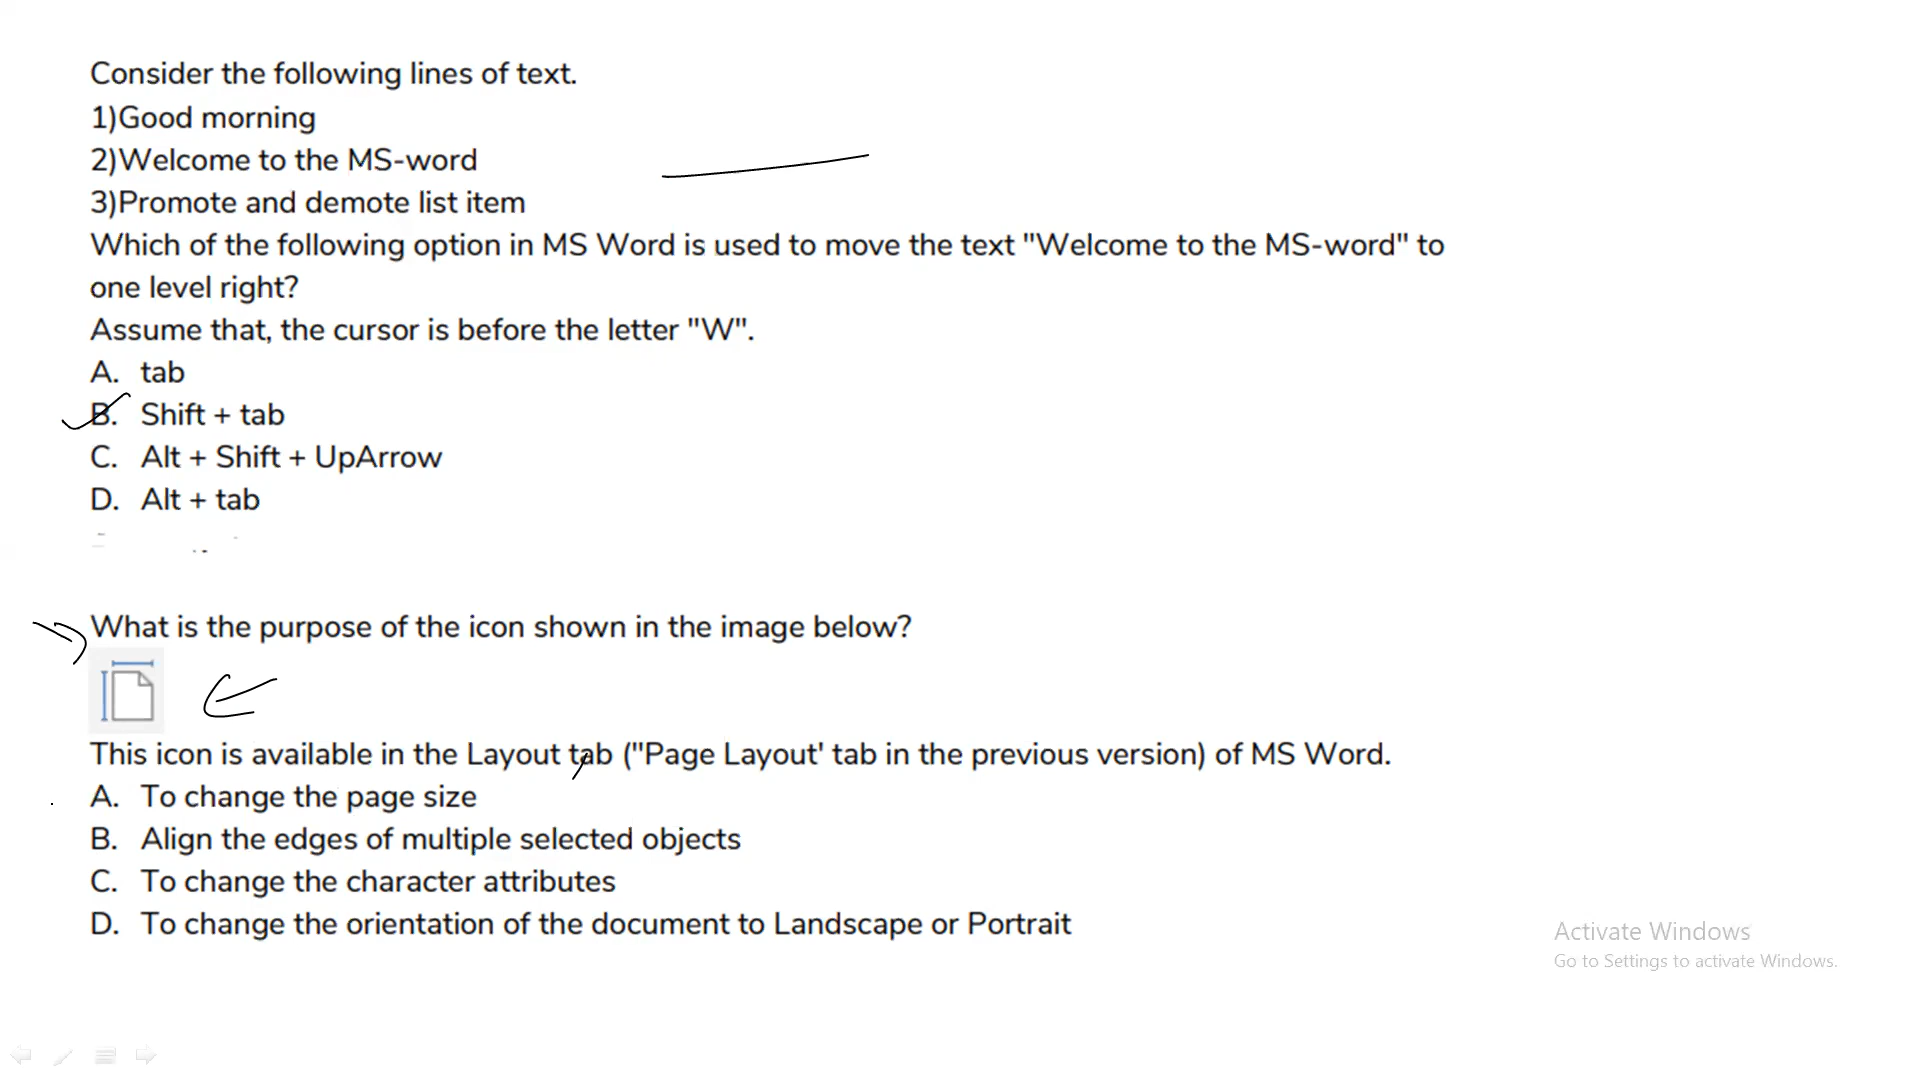 Consider the following lines of text.
1)Good morning
2)Welcome to the MS-word
3)Promote and demote list item
Which of the following option in MS Word is used to move the text "Welcome to the MS-word" to
one level right?
Assume that, the cursor is before the letter "W".
A. tab
B. Shift + tab
C. Alt + Shift + UpArrow
D. Alt + tab
What is the purpose of the icon shown in the image below?
This icon is available in the Layout tab ("Page Layout' tab in the previous version) of MS Word.
A. To change the page size
B. Align the edges of multiple selected objects
C. To change the character attributes
D. To change the orientation of the document to Landscape or Portrait
Activate Windows
Go to Settings to activate Windows.